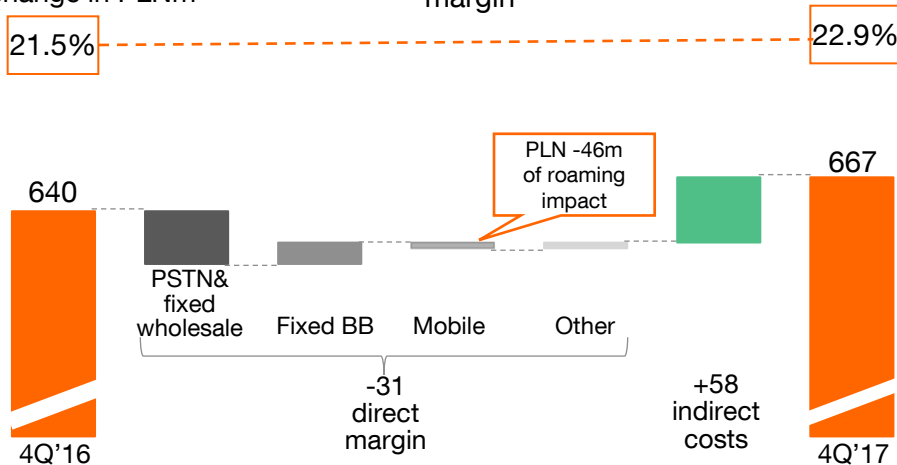 margin
21.5%
22.9%
PLN -46m
of roaming
impact
640
667
PSTN&
fixed
wholesale
Fixed BB
Mobile
Other
-31
direct
margin
+58
indirect
costs
4Q'16
4Q'17